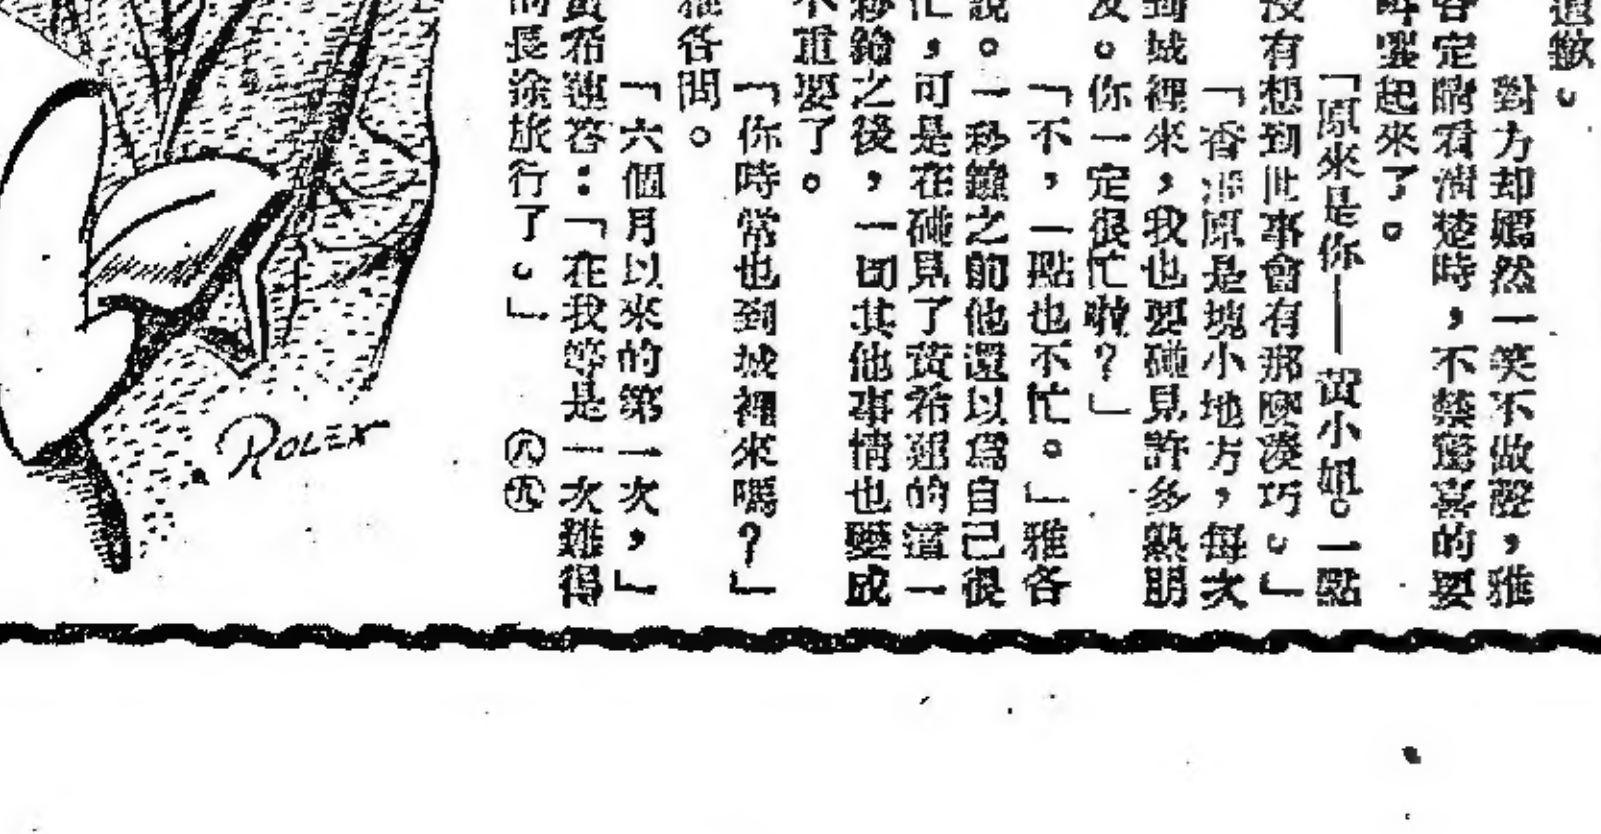 道歉。
對方却嫣然一笑不做聲，雅
各定睛看清楚時，不禁驚喜的要
叫嚷起來了。
「原來是你——黃小姐。一點
沒有想到世事會有那麼湊巧。」
「香港原是塊小地方，每次
到城裡來，我也要碰見許多熟朋
友。你一定很忙啦？」
「不，一點也不忙。」雅各
說。一秒鐘之前他還以爲自己很
忙，可是在碰見了黃希蓮的這一
秒鐘之後，一切其他事情也變成
不重要了。
「你時常也到城裡來嗎？」
雅各問。
「六個月以來的第一次，」
黃希蓮答：「在我等是一次難得
的長途旅行了。」 ㊇㊈
ROLEX